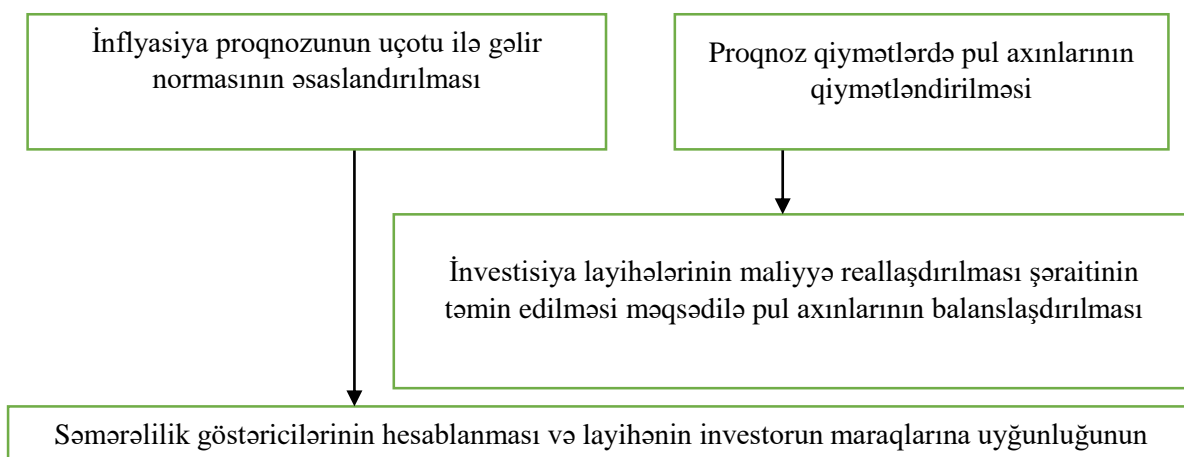 İnflyasiya proqnozunun uçotu ilə gəlir
normasının əsaslandırılması
Proqnoz qiymətlərdə pul axınlarının
qiymətləndirilməsi
İnvestisiya layihələrinin maliyyə reallaşdırılması şəraitinin
təmin edilməsi məqsədilə pul axınlarının balanslaşdırılması
Səmərəlilik göstəricilərinin hesablanması və layihənin investorun maraqlarına uyğunluğunun